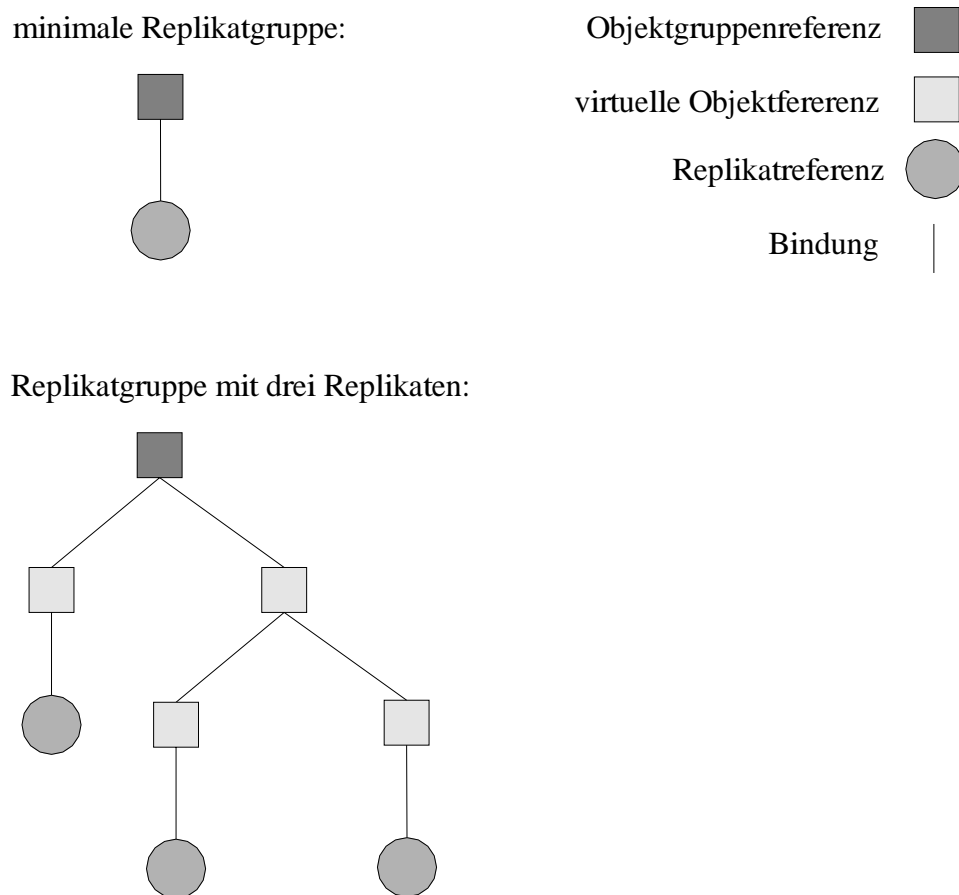 minimale Replikatgruppe:
Objektgruppenreferenz
virtuelle Objektfererenz
Replikatreferenz
Bindung
Replikatgruppe mit drei Replikaten: